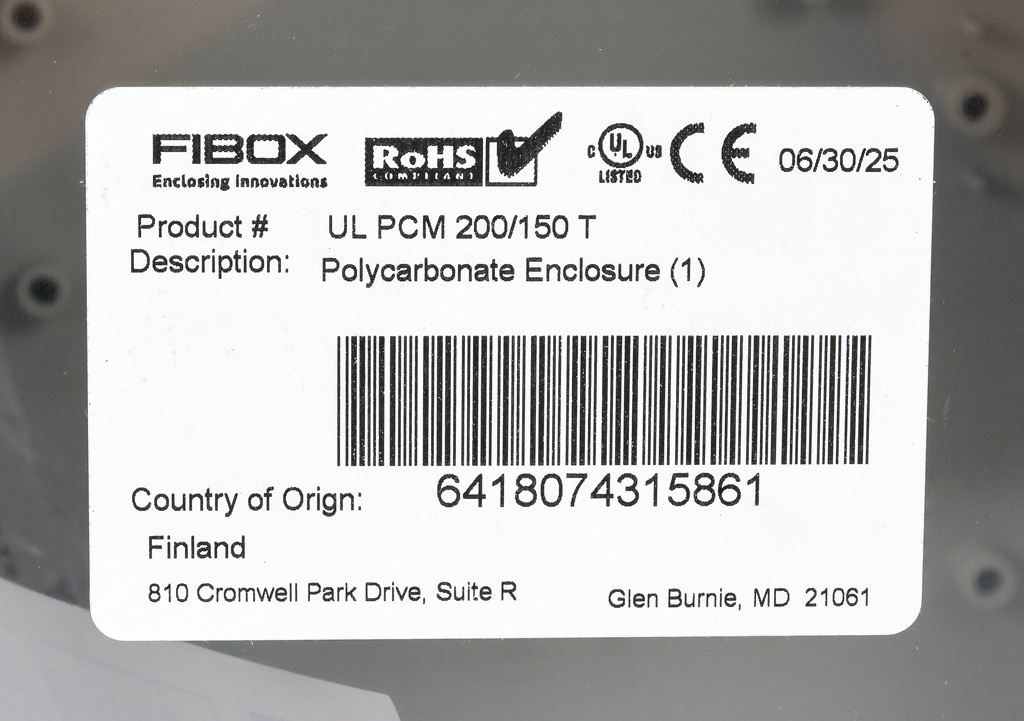 FIBOX
Enclosing Innovations
RoHS
COMPLIANT
C UL US
LISTED
CE
06/30/25
Product # UL PCM 200/150 T
Description: Polycarbonate Enclosure (1)
6418074315861
Country of Orign:
Finland
810 Cromwell Park Drive, Suite R Glen Burnie, MD 21061